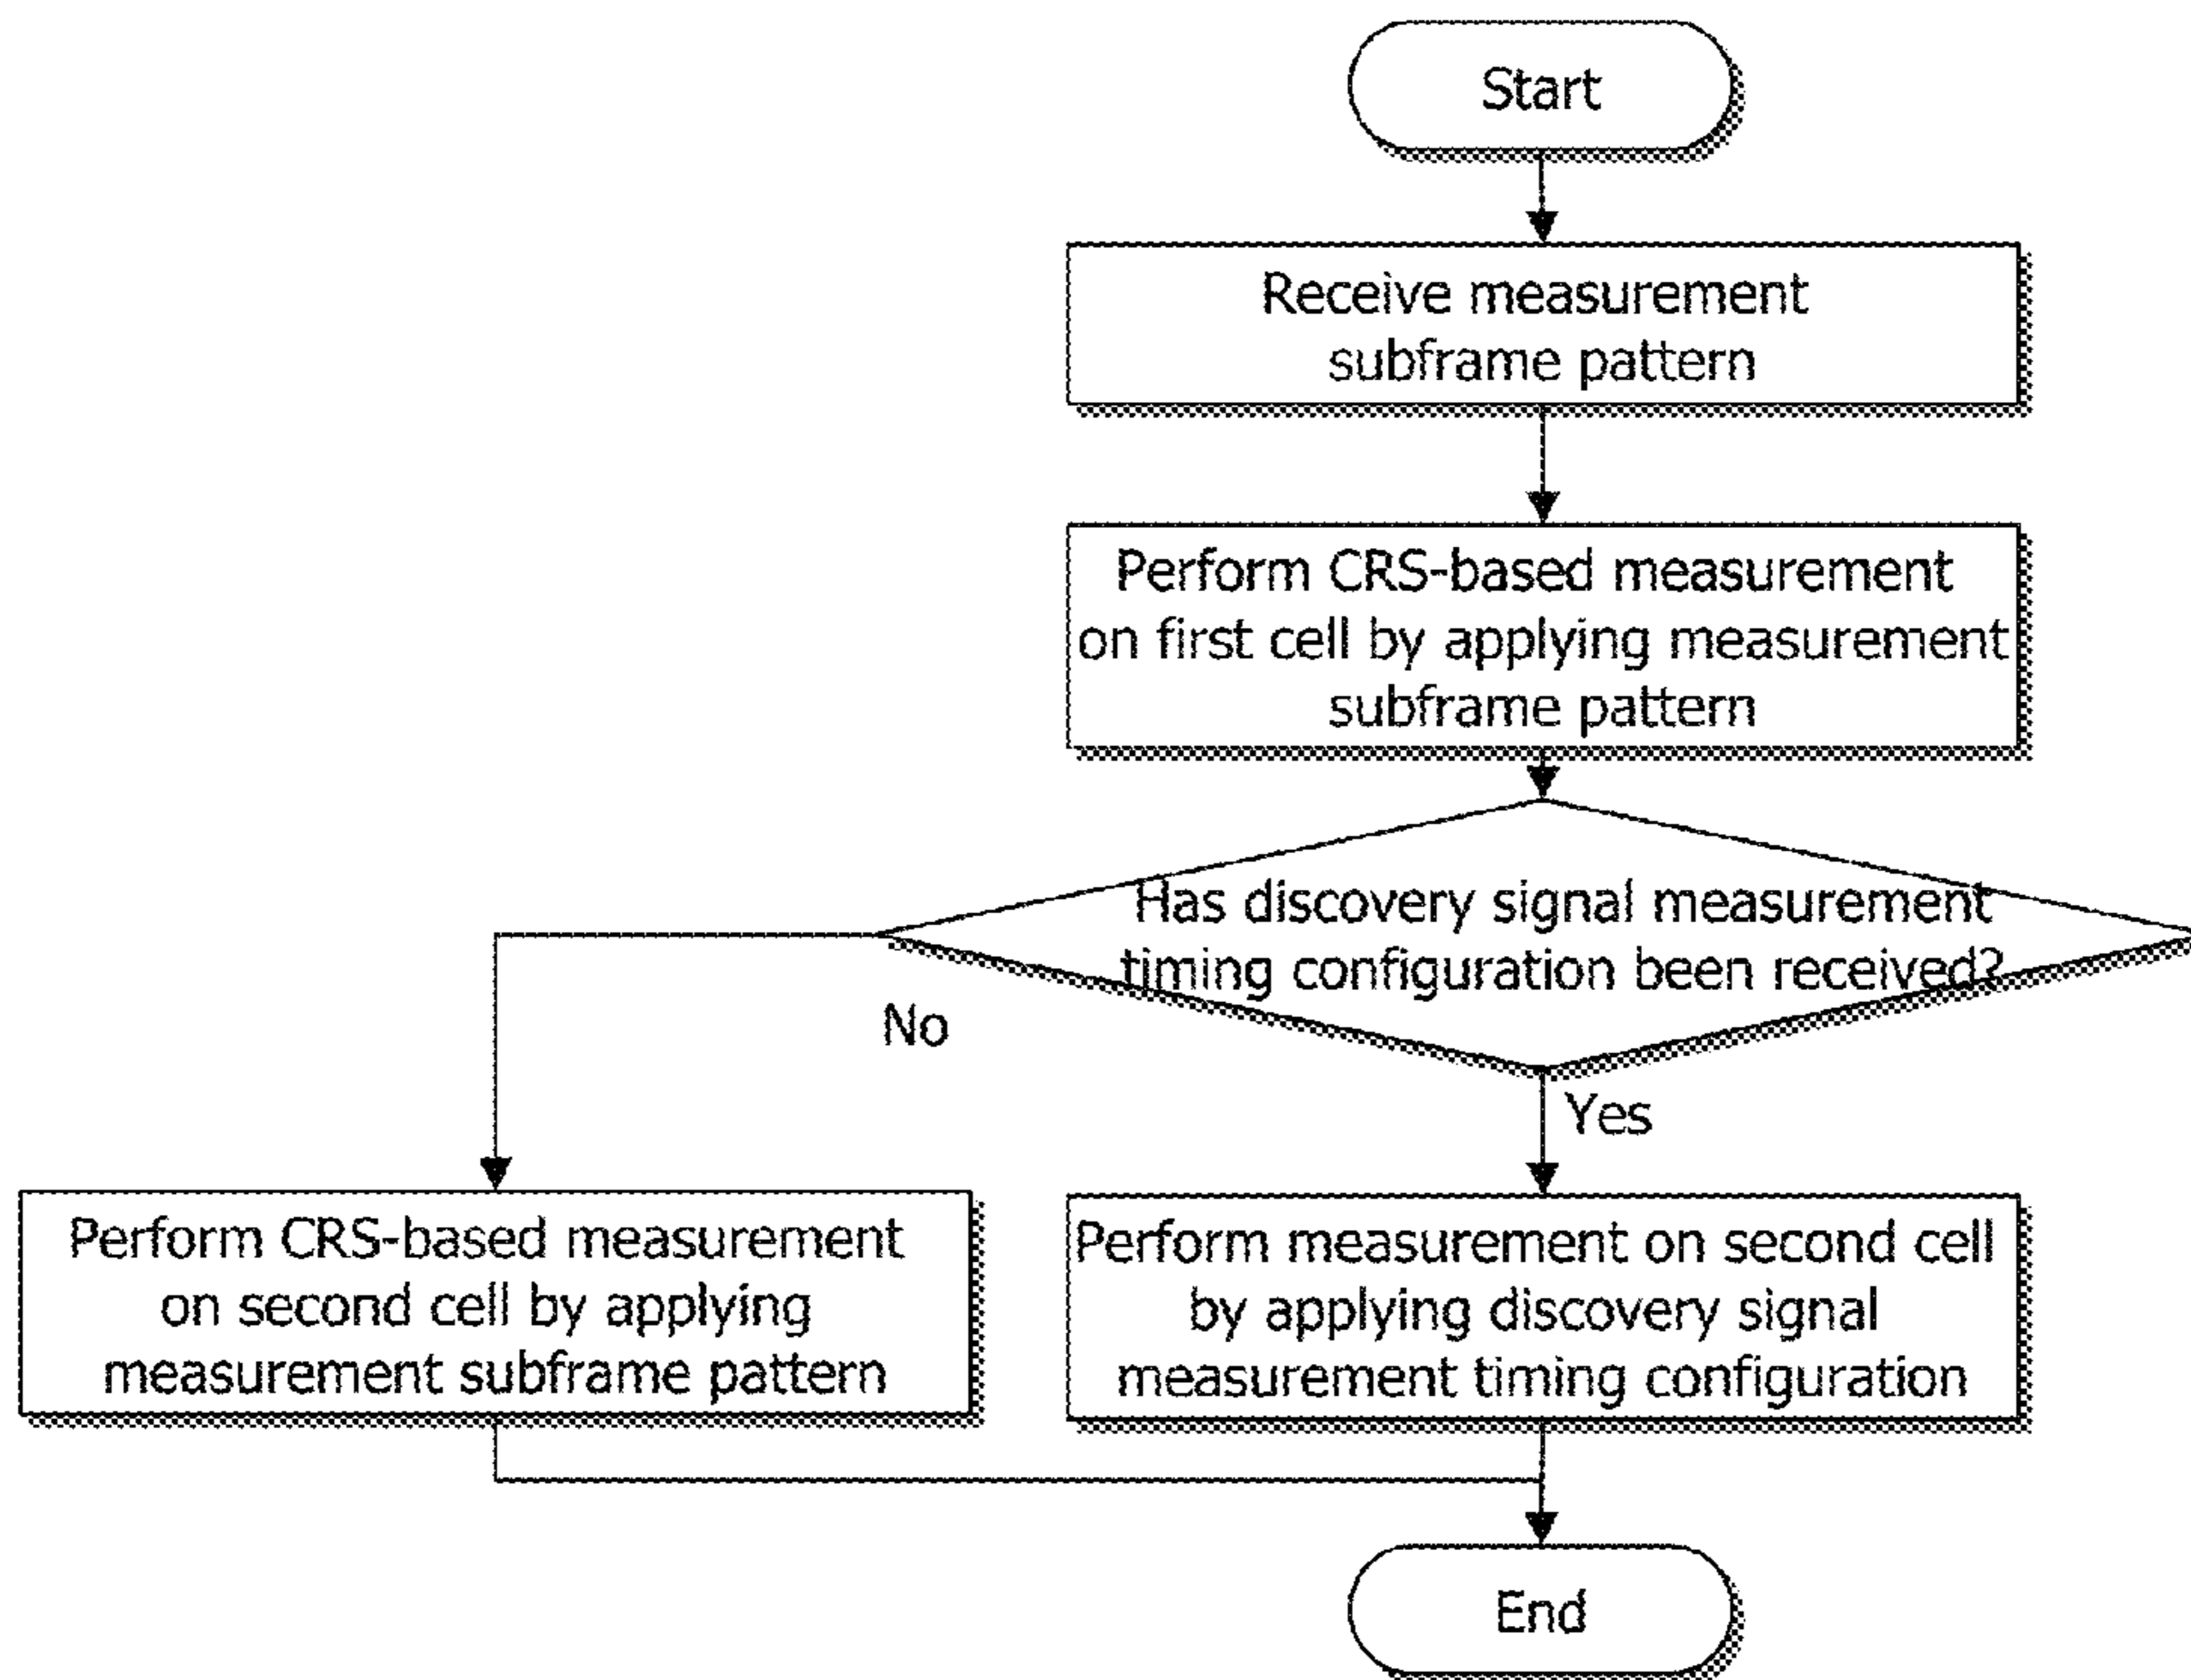 Start
Receive measurement
subframe pattern
Perform CRS-based measurement
on first cell by applying measurement
subframe pattern
Has discovery signal measurement
timing configuration been received?
No
Yes
Perform CRS-based measurement
on second cell by applying
measurement subframe pattern
Perform measurement on second cell
by applying discovery signal
measurement timing configuration
End